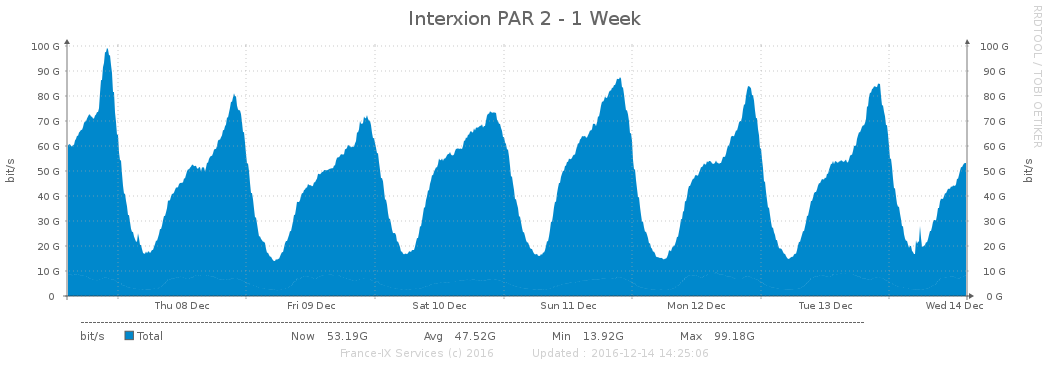 Interxion PAR 2 - 1 Week
RRDTOOL / TOBI OETIKER
bit/s
100 G
90 G
80 G
70 G
60 G
50 G
40 G
30 G
20 G
10 G
0
100 G
90 G
80 G
70 G
60 G
50 G
40 G
30 G
20 G
10 G
0 G
bit/s
Thu 08 Dec Fri 09 Dec Sat 10 Dec Sun 11 Dec Mon 12 Dec Tue 13 Dec Wed 14 Dec
bit/s Total Now 53.19G Avg 47.52G Min 13.92G Max 99.18G
France-IX Services (c) 2016 Updated : 2016-12-14 14:25:06